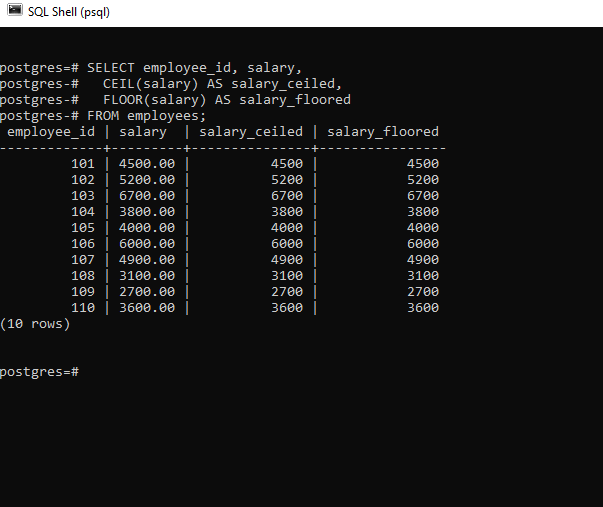 SQL Shell (psql)
postgres=# SELECT employee_id, salary,
postgres-#   CEIL(salary) AS salary_ceiled,
postgres-#   FLOOR(salary) AS salary_floored
postgres-# FROM employees;
 employee_id | salary  | salary_ceiled | salary_floored
-------------+---------+---------------+----------------
         101 | 4500.00 |          4500 |           4500
         102 | 5200.00 |          5200 |           5200
         103 | 6700.00 |          6700 |           6700
         104 | 3800.00 |          3800 |           3800
         105 | 4000.00 |          4000 |           4000
         106 | 6000.00 |          6000 |           6000
         107 | 4900.00 |          4900 |           4900
         108 | 3100.00 |          3100 |           3100
         109 | 2700.00 |          2700 |           2700
         110 | 3600.00 |          3600 |           3600
(10 rows)
postgres=#